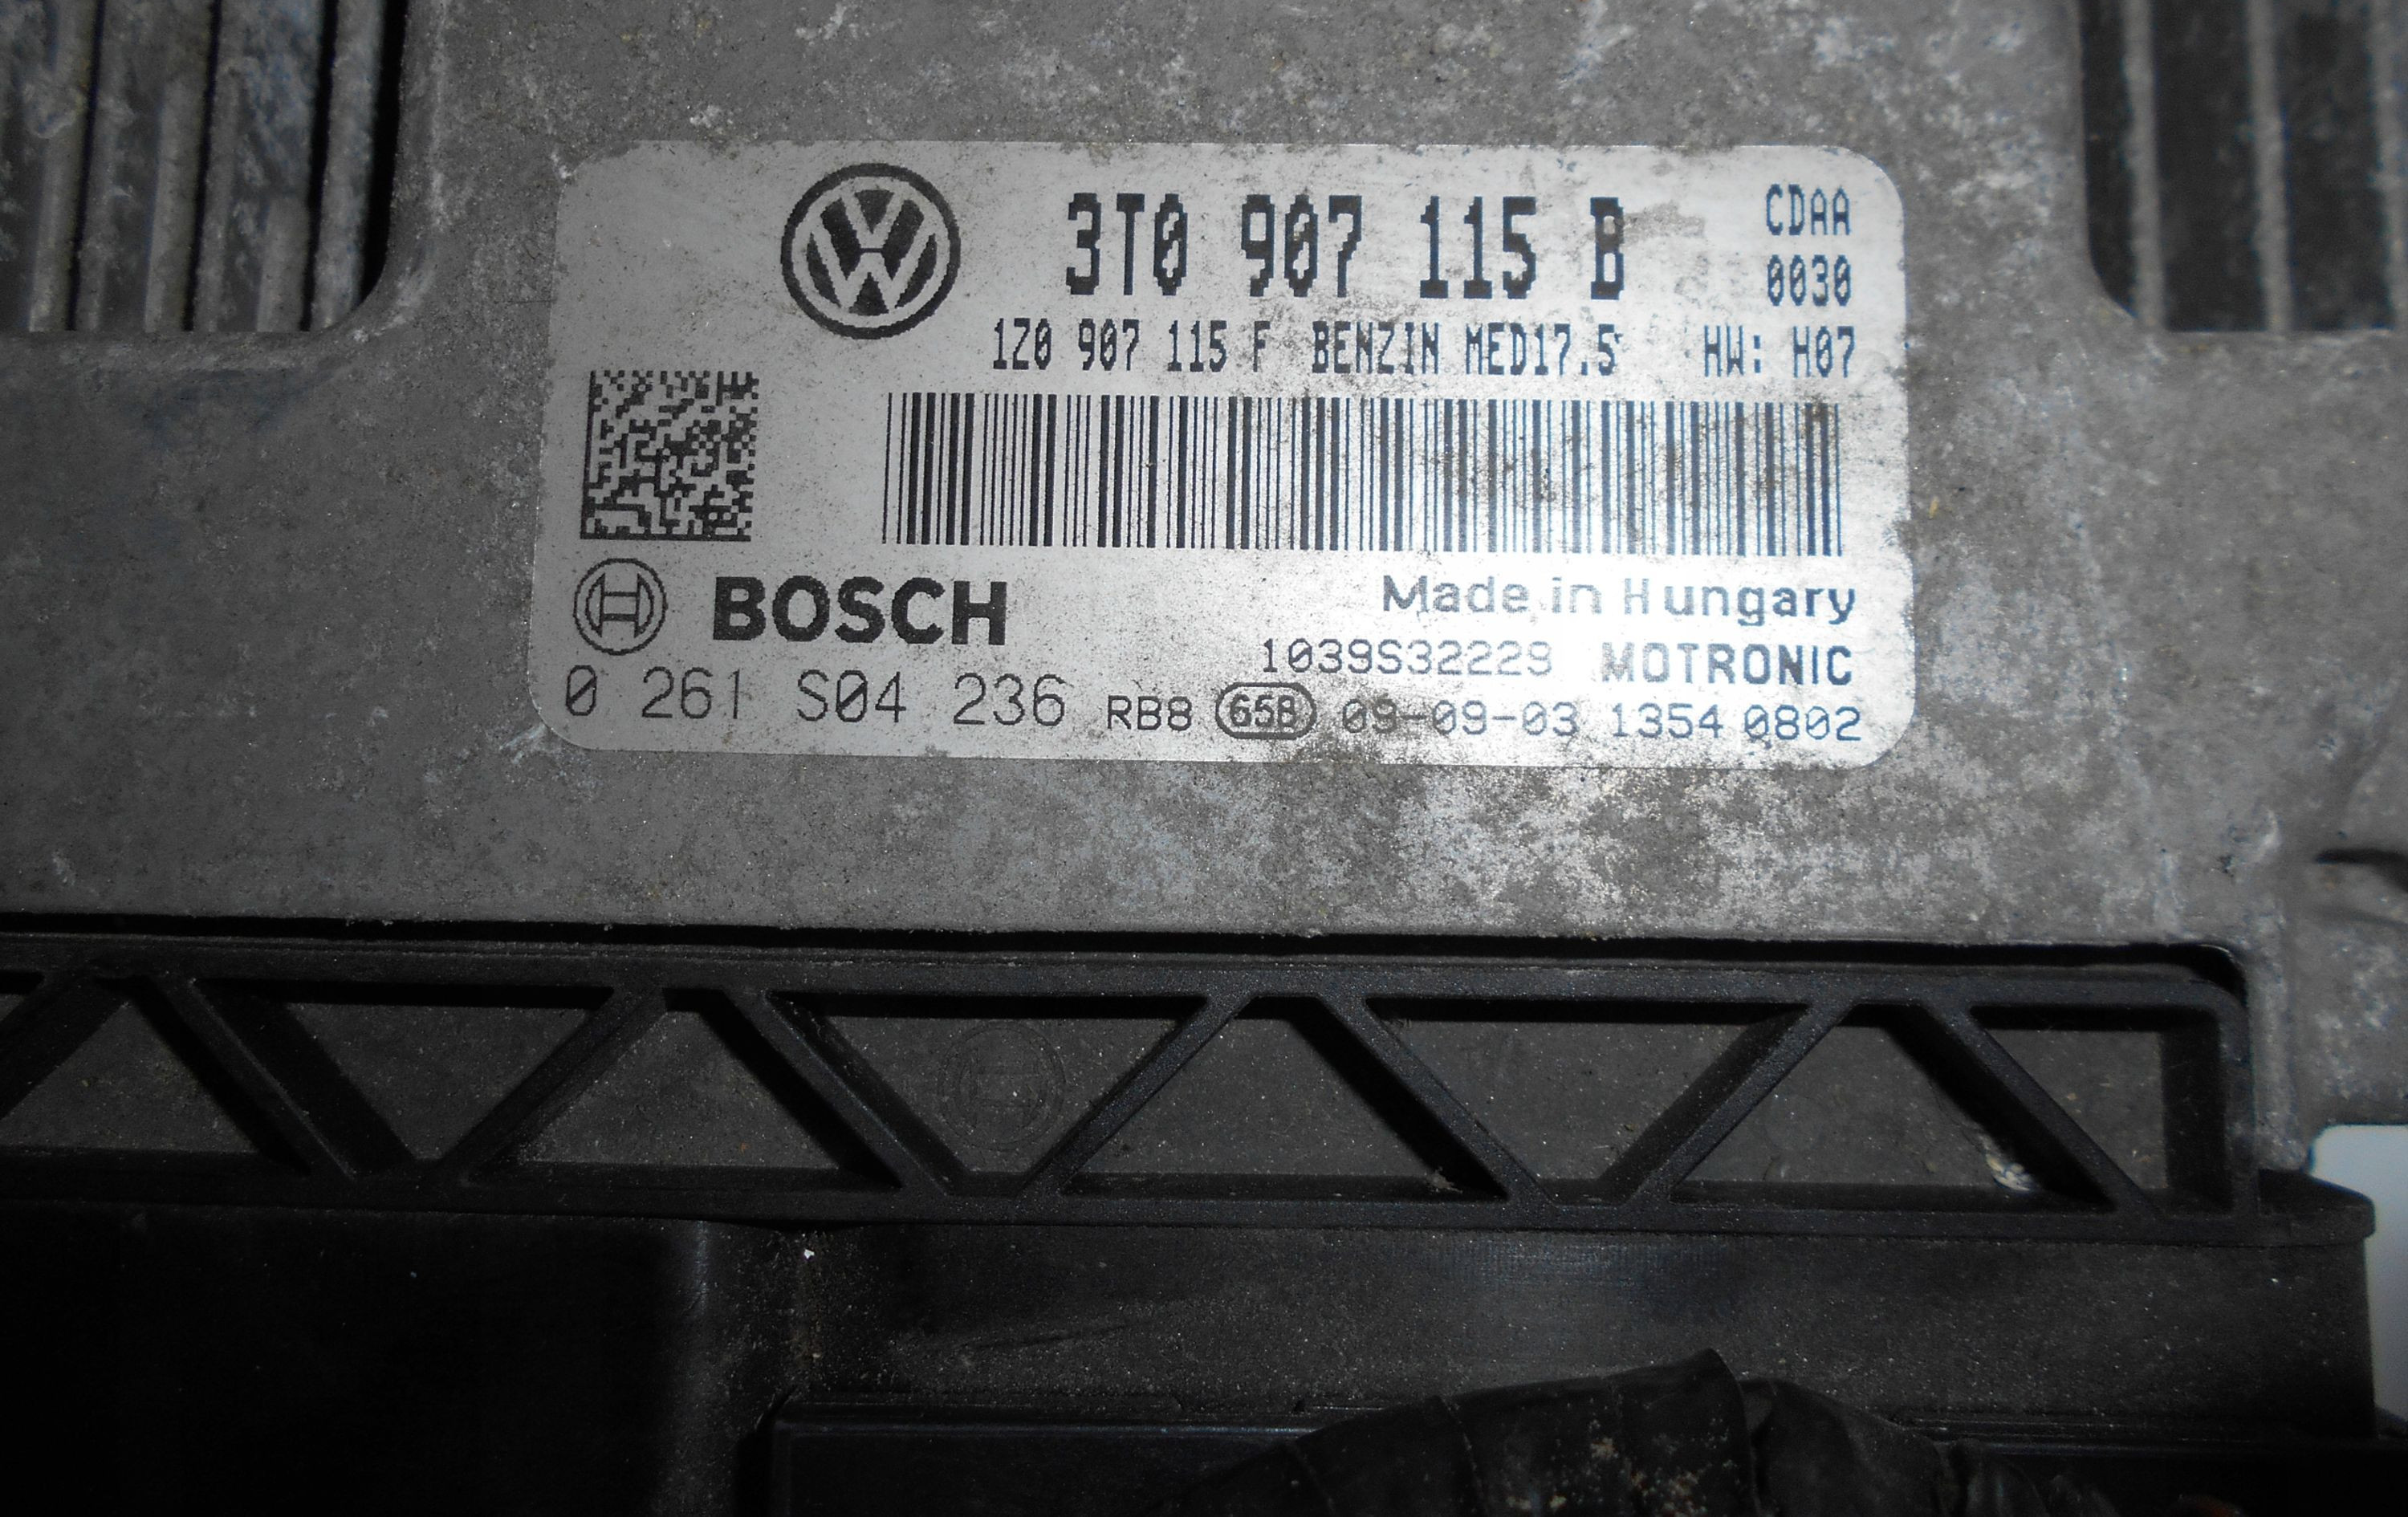 3T0 907 115 B CDAA
0030
1Z0 907 115 F BENZIN MED17.5 HW: H07
BOSCH
Made in Hungary
1039S32229 MOTRONIC
0 261 S04 236 RB8 65B 09-09-03 1354 0802